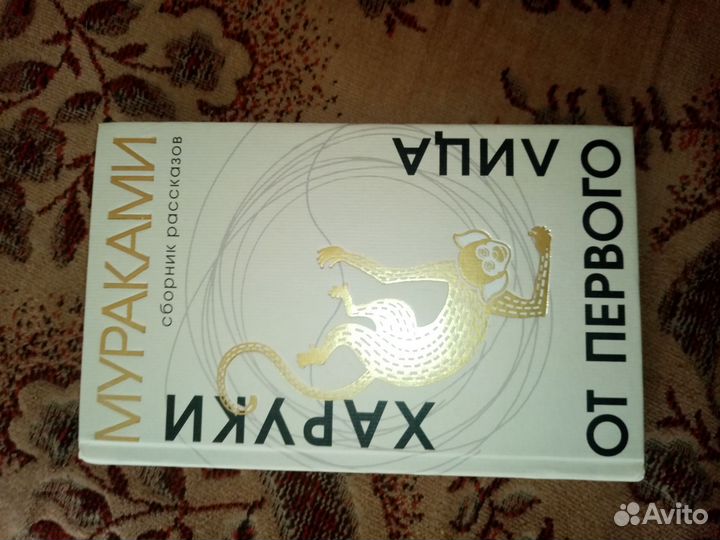 МУРАКАМИ
сборник рассказов
ХАРУКИ
ОТ ПЕРВОГО
ЛИЦА
Avito